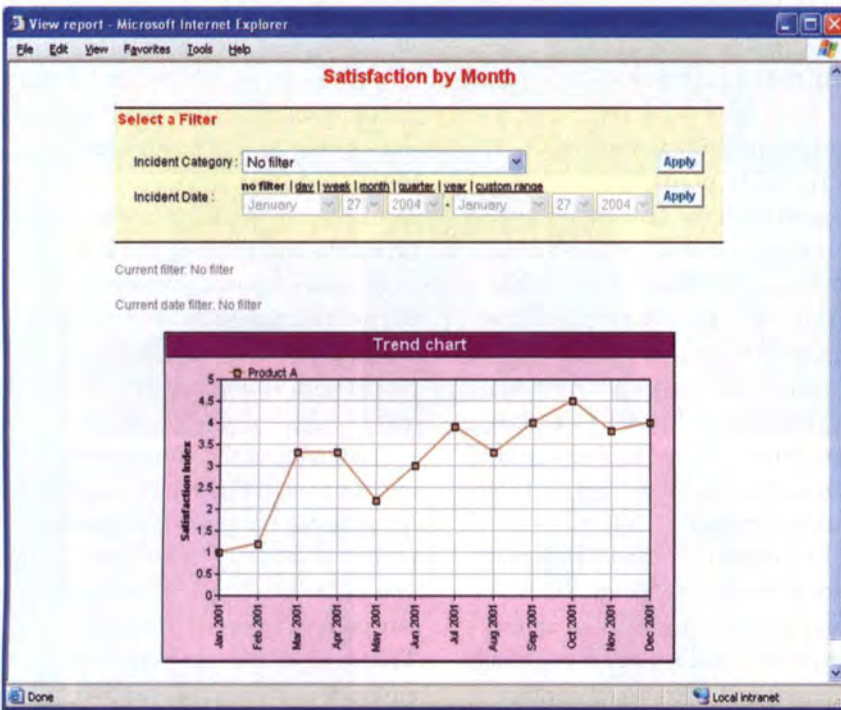 View report - Microsoft Internet Explorer
File Edit View Favorites Tools Help
Satisfaction by Month
Select a Filter
Incident Category: No filter Apply
Incident Date : no filter | day | week | month | quarter | year | custom range
January 27 2004 - January 27 2004 Apply
Current filter: No filter
Current date filter: No filter
Trend chart
Product A
Satisfaction Index
5
4.5
4
3.5
3
2.5
2
1.5
1
0.5
0
Jan 2001 Feb 2001 Mar 2001 Apr 2001 May 2001 Jun 2001 Jul 2001 Aug 2001 Sep 2001 Oct 2001 Nov 2001 Dec 2001
Done Local intranet